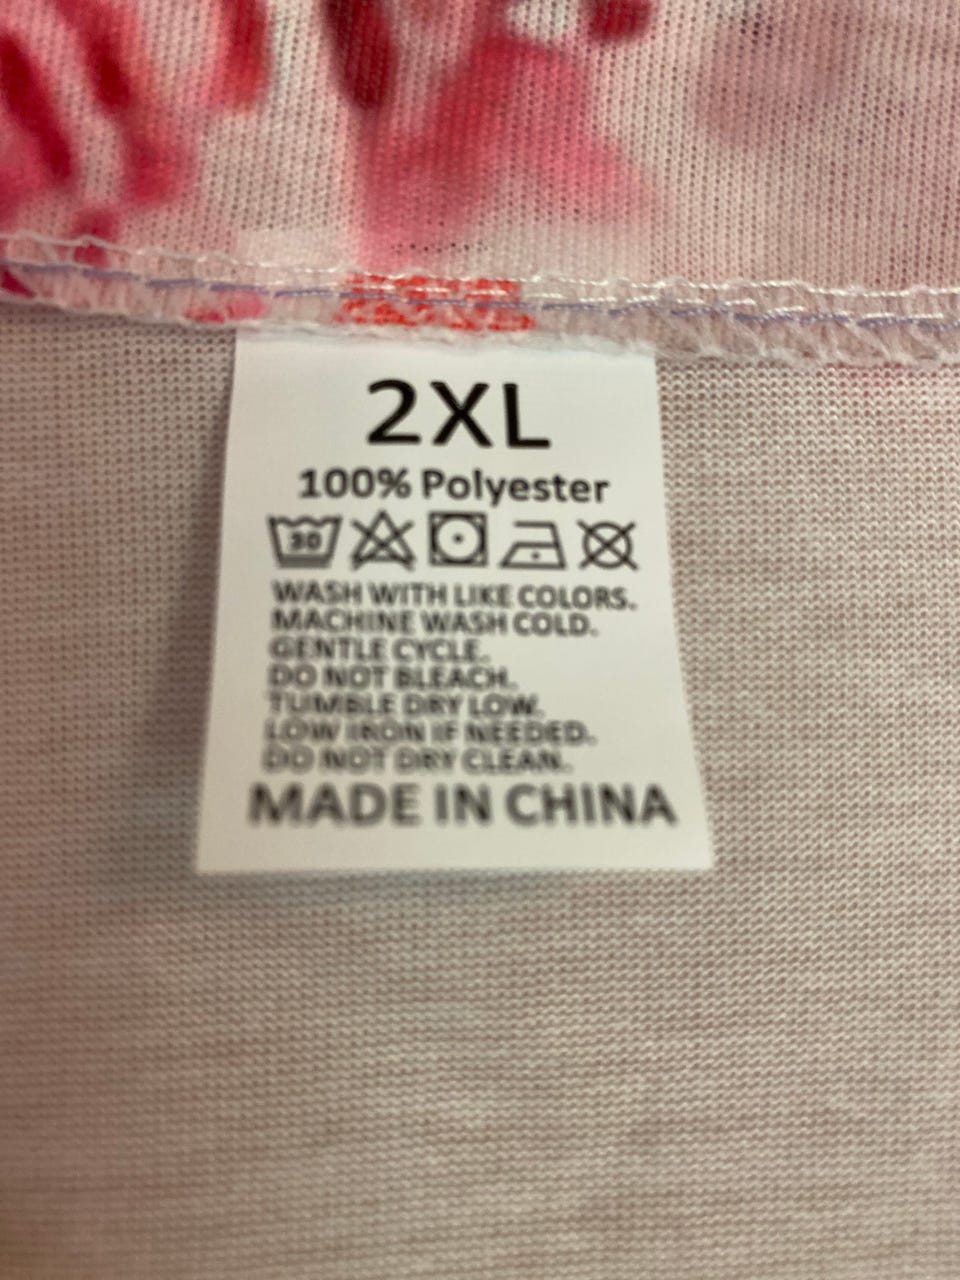 2XL
100% Polyester
30
WASH WITH LIKE COLORS.
MACHINE WASH COLD.
GENTLE CYCLE.
DO NOT BLEACH.
TUMBLE DRY LOW.
LOW IRON IF NEEDED.
DO NOT DRY CLEAN.
MADE IN CHINA